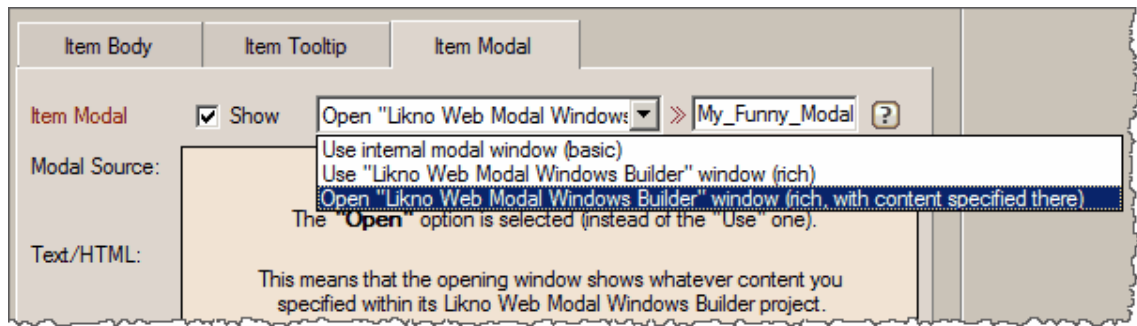 Item Body Item Tooltip Item Modal
Item Modal Show Open "Likno Web Modal Windows » My_Funny_Modal ?
Use internal modal window (basic)
Modal Source:
Use "Likno Web Modal Windows Builder" window (rich)
Open "Likno Web Modal Windows Builder" window (rich, with content specified there)
The "Open" option is selected (instead of the "Use" one).
Text/HTML:
This means that the opening window shows whatever content you
specified within its Likno Web Modal Windows Builder project.